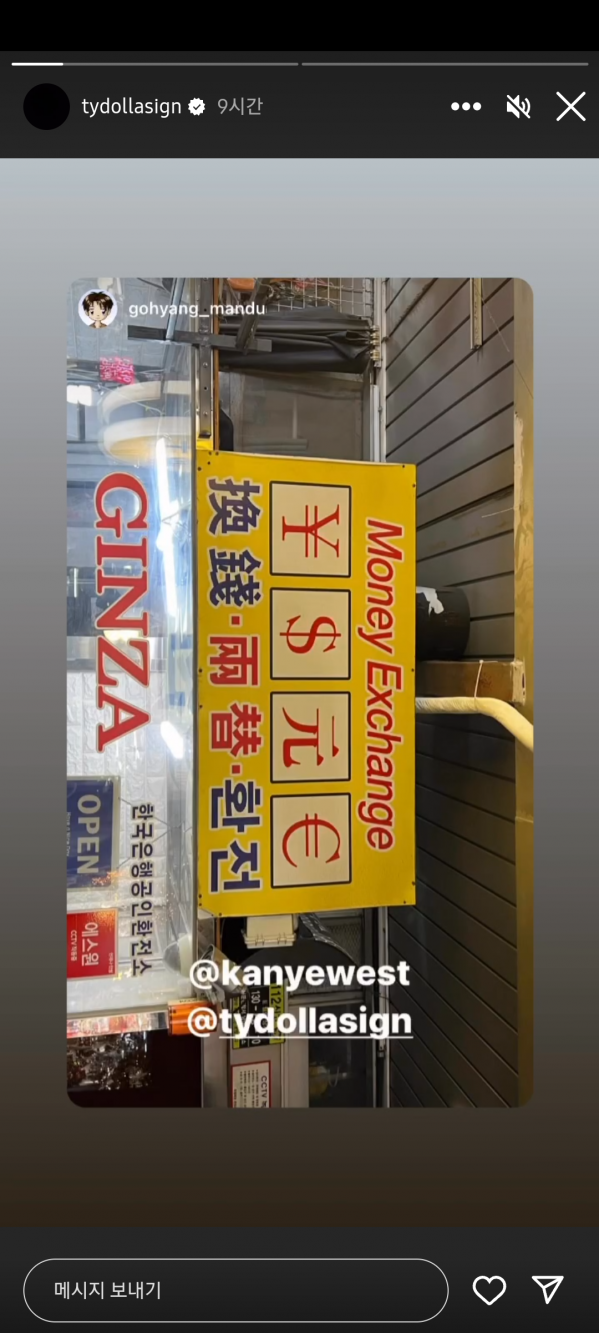 tydollasign 9시간
gohyang_mandu
Money Exchange
¥ $ 元 €
換錢·兩替·환전
GINZA
한국은행공인환전소
OPEN
에스원
@kanyewest
@tydollasign
메시지 보내기